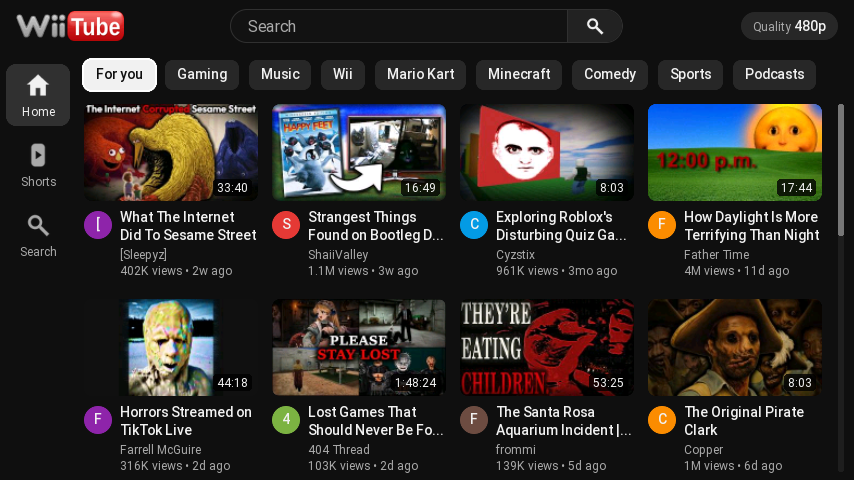 WiiTube
Search
Quality 480p
For you
Gaming
Music
Wii
Mario Kart
Minecraft
Comedy
Sports
Podcasts
Home
Shorts
Search
The Internet Corrupted Sesame Street
33:40
HAPPY FEET
16:49
8:03
12:00 p.m.
17:44
[
What The Internet
Did To Sesame Street
[Sleepyz]
402K views • 2w ago
S
Strangest Things
Found on Bootleg D...
ShaiiValley
1.1M views • 3w ago
C
Exploring Roblox's
Disturbing Quiz Ga...
Cyzstix
961K views • 3mo ago
F
How Daylight Is More
Terrifying Than Night
Father Time
4M views • 11d ago
44:18
PLEASE
STAY LOST
1:48:24
THEY'RE
EATING
CHILDREN
53:25
8:03
F
Horrors Streamed on
TikTok Live
Farrell McGuire
316K views • 2d ago
4
Lost Games That
Should Never Be Fo...
404 Thread
103K views • 2d ago
F
The Santa Rosa
Aquarium Incident |...
frommi
139K views • 5d ago
C
The Original Pirate
Clark
Copper
1M views • 6d ago